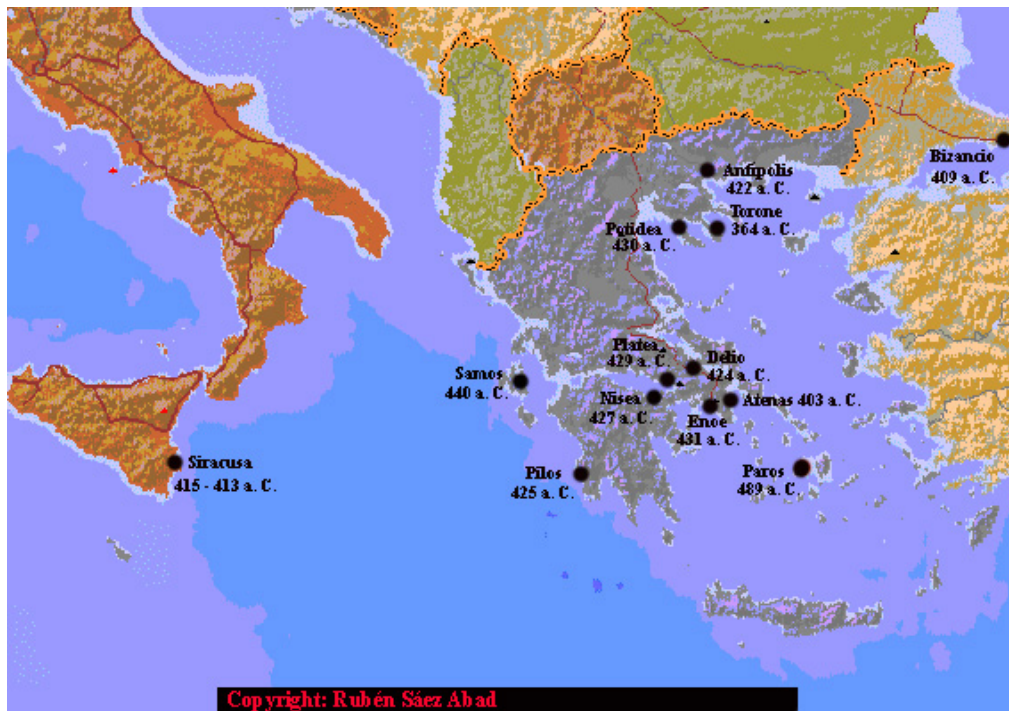 Bizancio
409 a. C.
Anfipolis
422 a. C.
Torone
364 a. C.
Potidea
430 a. C.
Platea
429 a. C.
Delio
424 a. C.
Samos
440 a. C.
Nisea
427 a. C.
Atenas 403 a. C.
Enoe
431 a. C.
Siracusa
415 - 413 a. C.
Pilos
425 a. C.
Paros
489 a. C.
Copyright: Rubén Sáez Abad